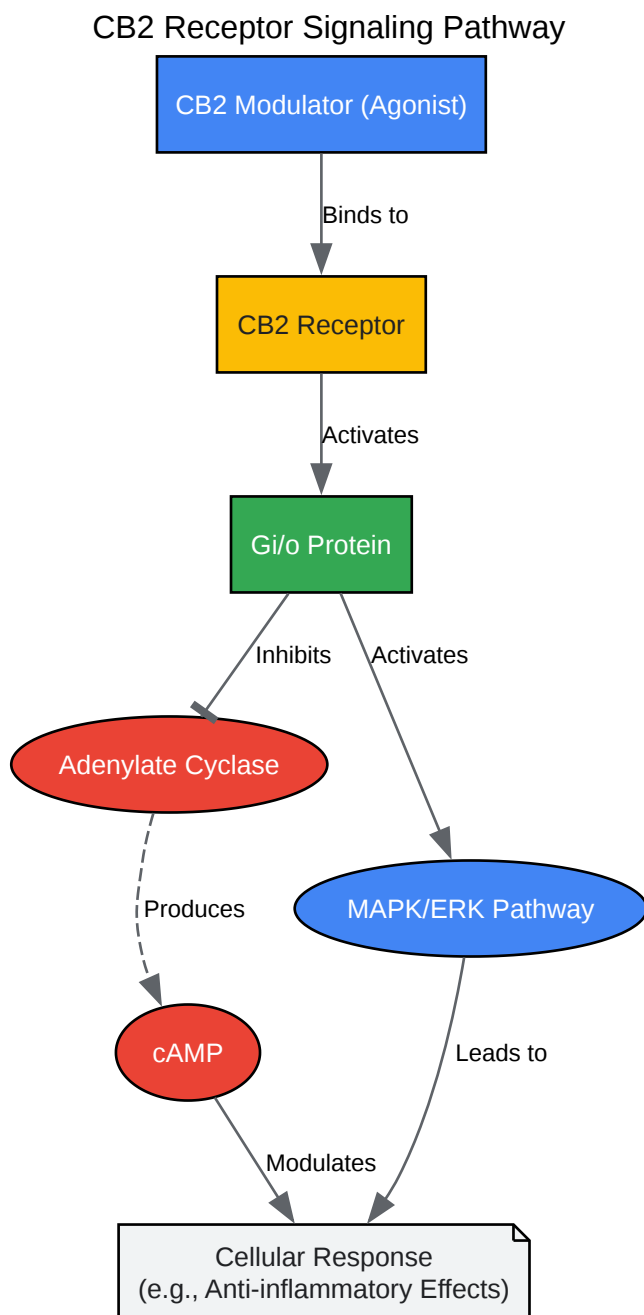 CB2 Receptor Signaling Pathway
CB2 Modulator (Agonist)
Binds to
CB2 Receptor
Activates
Gi/o Protein
Inhibits
Activates
Adenylate Cyclase
Produces
MAPK/ERK Pathway
cAMP
Leads to
Modulates
Cellular Response
(e.g., Anti-inflammatory Effects)